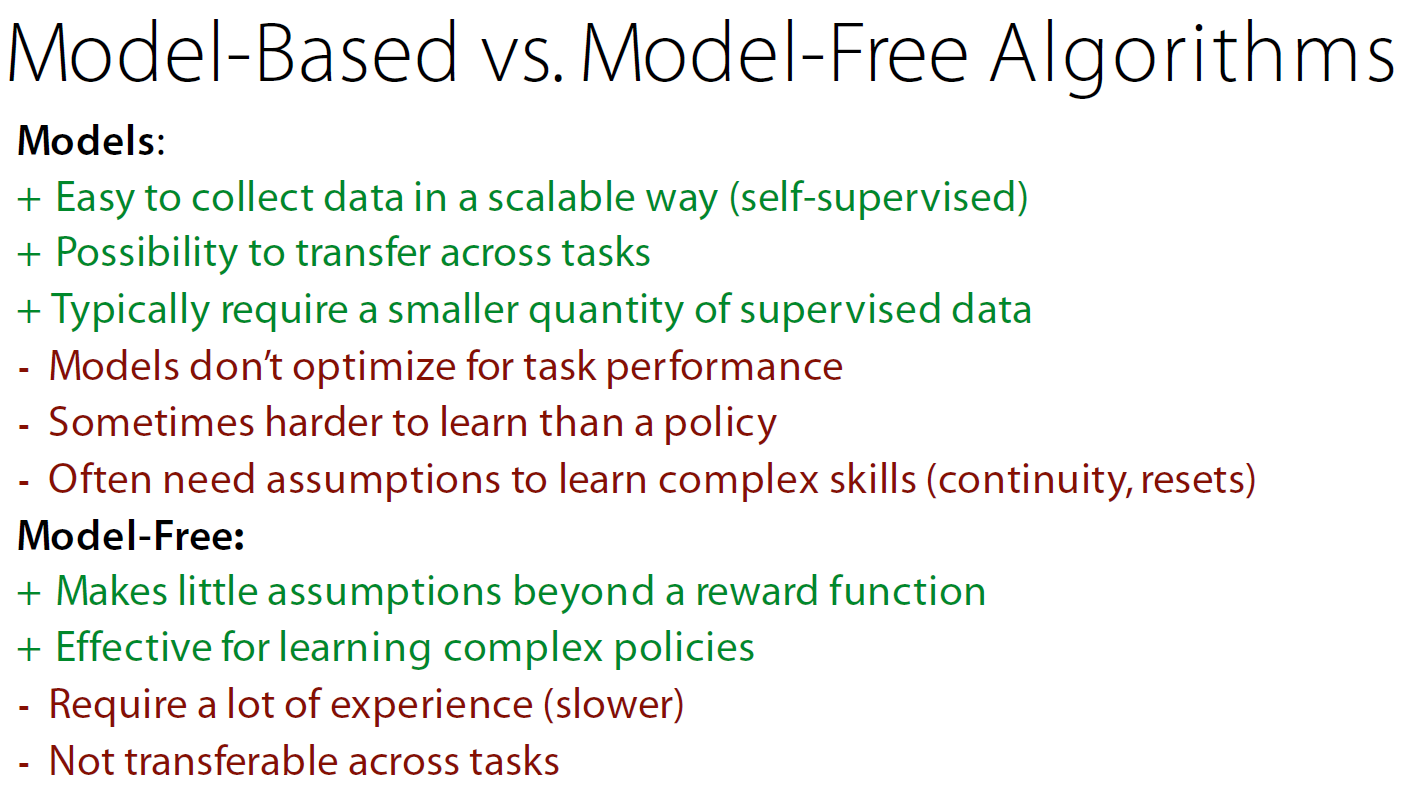 Model-Based vs. Model-Free Algorithms
Models:
+ Easy to collect data in a scalable way (self-supervised)
+ Possibility to transfer across tasks
+ Typically require a smaller quantity of supervised data
- Models don’t optimize for task performance
- Sometimes harder to learn than a policy
- Often need assumptions to learn complex skills (continuity, resets)
Model-Free:
+ Makes little assumptions beyond a reward function
+ Effective for learning complex policies
- Require a lot of experience (slower)
- Not transferable across tasks